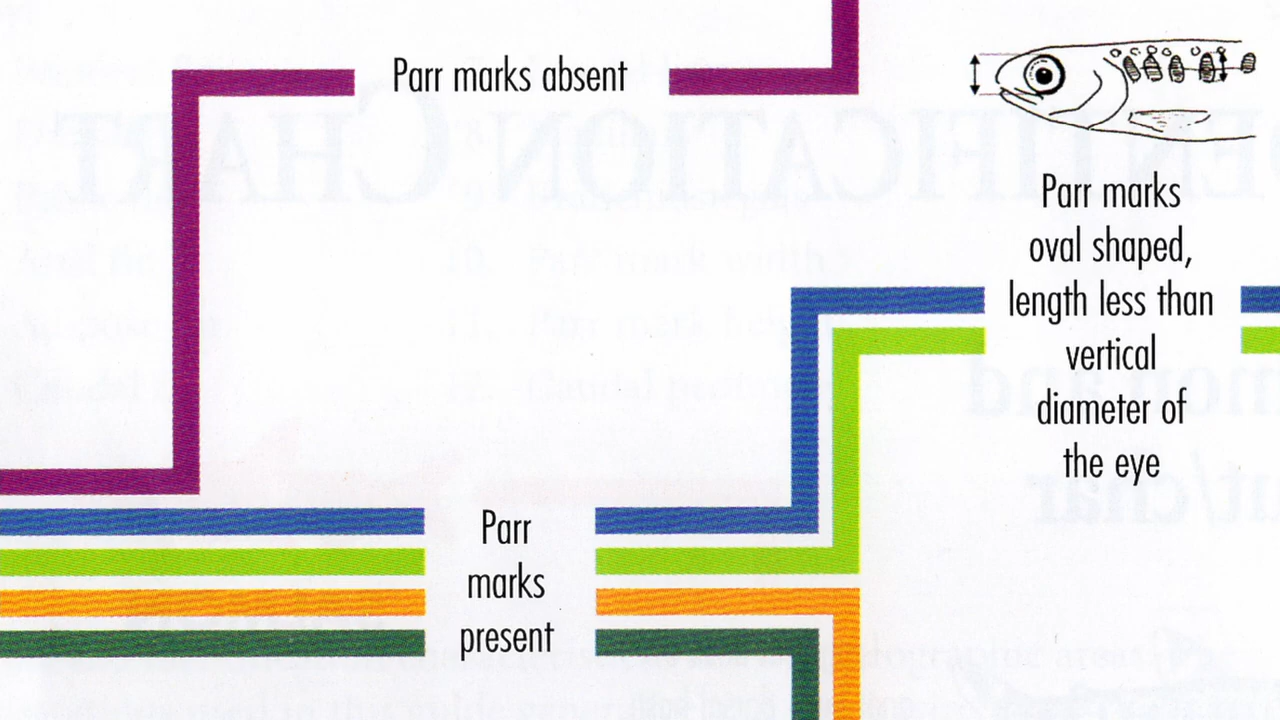 Parr marks absent
Parr marks
oval shaped,
length less than
vertical
diameter of
the eye
Parr
marks
present